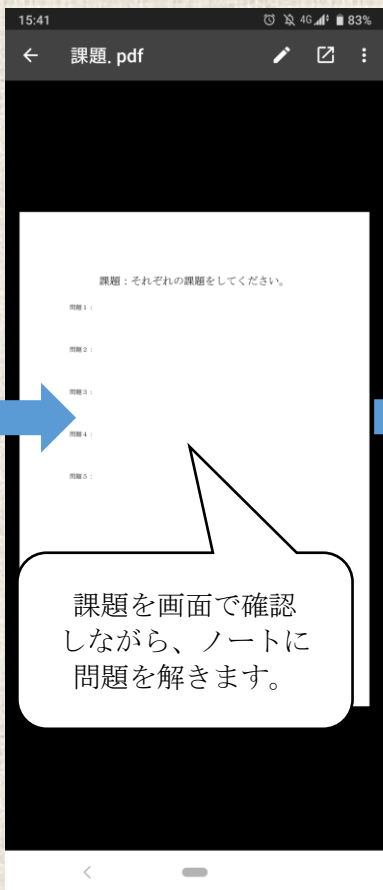 15:41 4G 83%
課題. pdf
課題：それぞれの課題をしてください。
問題 1：
問題 2：
問題 3：
問題 4：
問題 5：
課題を画面で確認
しながら、ノートに
問題を解きます。